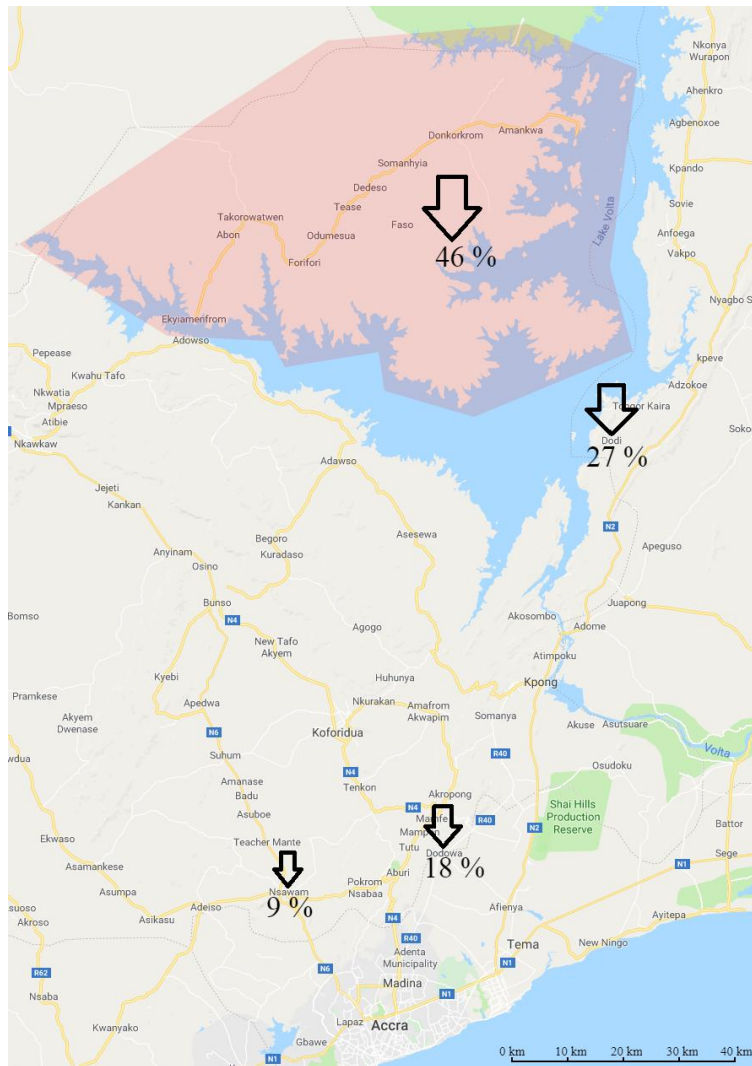 Nkonya
Wurapon
Ahenkro
Agbenoxoe
Amankwa
Donkorkrom
Somanhyia
Kpando
Dedeso
Sovie
Tease
Takorowatwen
Faso
Anfoega
Abon
Odumesua
Lake Volta
Vakpo
46 %
Forifori
Nyagbo S
Ekyiamenfrom
Adowso
Pepease
kpeve
Kwahu Tafo
Adzokoe
Nkwatia
Mpraeso
Kaira
Atibie
Soko
Nkawkaw
Dodi
27 %
Adawso
Jejeti
Kankan
N2
Begoro
Asesewa
Anyinam
Kuradaso
Apeguso
Osino
Bunso
Juapong
N4
Akosombo
Agogo
Adome
Bomso
New Tafo
Akyem
Atimpoku
Huhunya
Kyebi
Kpong
Pramkese
Nkurakan
Apedwa
Amafrom
Akwapim
Somanya
Akyem
Dwenase
Akuse
Asutsuare
N6
Koforidua
Volta
Suhum
R40
wdua
N4
Osudoku
Amanase
Tenkon
Badu
Akropong
Shai Hills
Production
Reserve
N4
Asuboe
R40
Battor
Mampon
N2
Ekwaso
Teacher Mante
Tutu
Dodowa
Sege
Asamankese
Aburi
18 %
N1
Nsawam
Pokrom
Nsabaa
Asumpa
9 %
suoso
Adeiso
Afienya
Akroso
Asikasu
N4
Ayitepa
R40
Tema
New Ningo
R62
N6
Adenta
Municipality
N1
Nsaba
Madina
N1
Kwanyako
Lapaz
Accra
Gbawe
N1
0 km
10 km
20 km
30 km
40 km